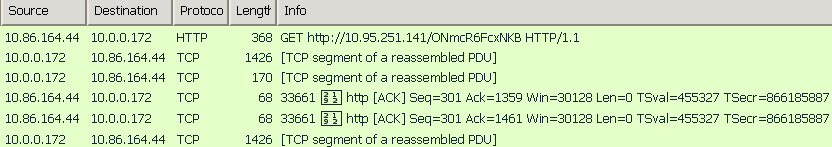 Source Destination Protoco Length Info
10.86.164.44 10.0.0.172 HTTP 368 GET http://10.95.251.141/ONmcR6FcxNKB HTTP/1.1
10.0.0.172 10.86.164.44 TCP 1426 [TCP segment of a reassembled PDU]
10.0.0.172 10.86.164.44 TCP 170 [TCP segment of a reassembled PDU]
10.86.164.44 10.0.0.172 TCP 68 33661 http [ACK] Seq=301 Ack=1359 Win=30128 Len=0 TSval=455327 TSecr=866185887
10.86.164.44 10.0.0.172 TCP 68 33661 http [ACK] Seq=301 Ack=1461 Win=30128 Len=0 TSval=455327 TSecr=866185887
10.0.0.172 10.86.164.44 TCP 1426 [TCP segment of a reassembled PDU]